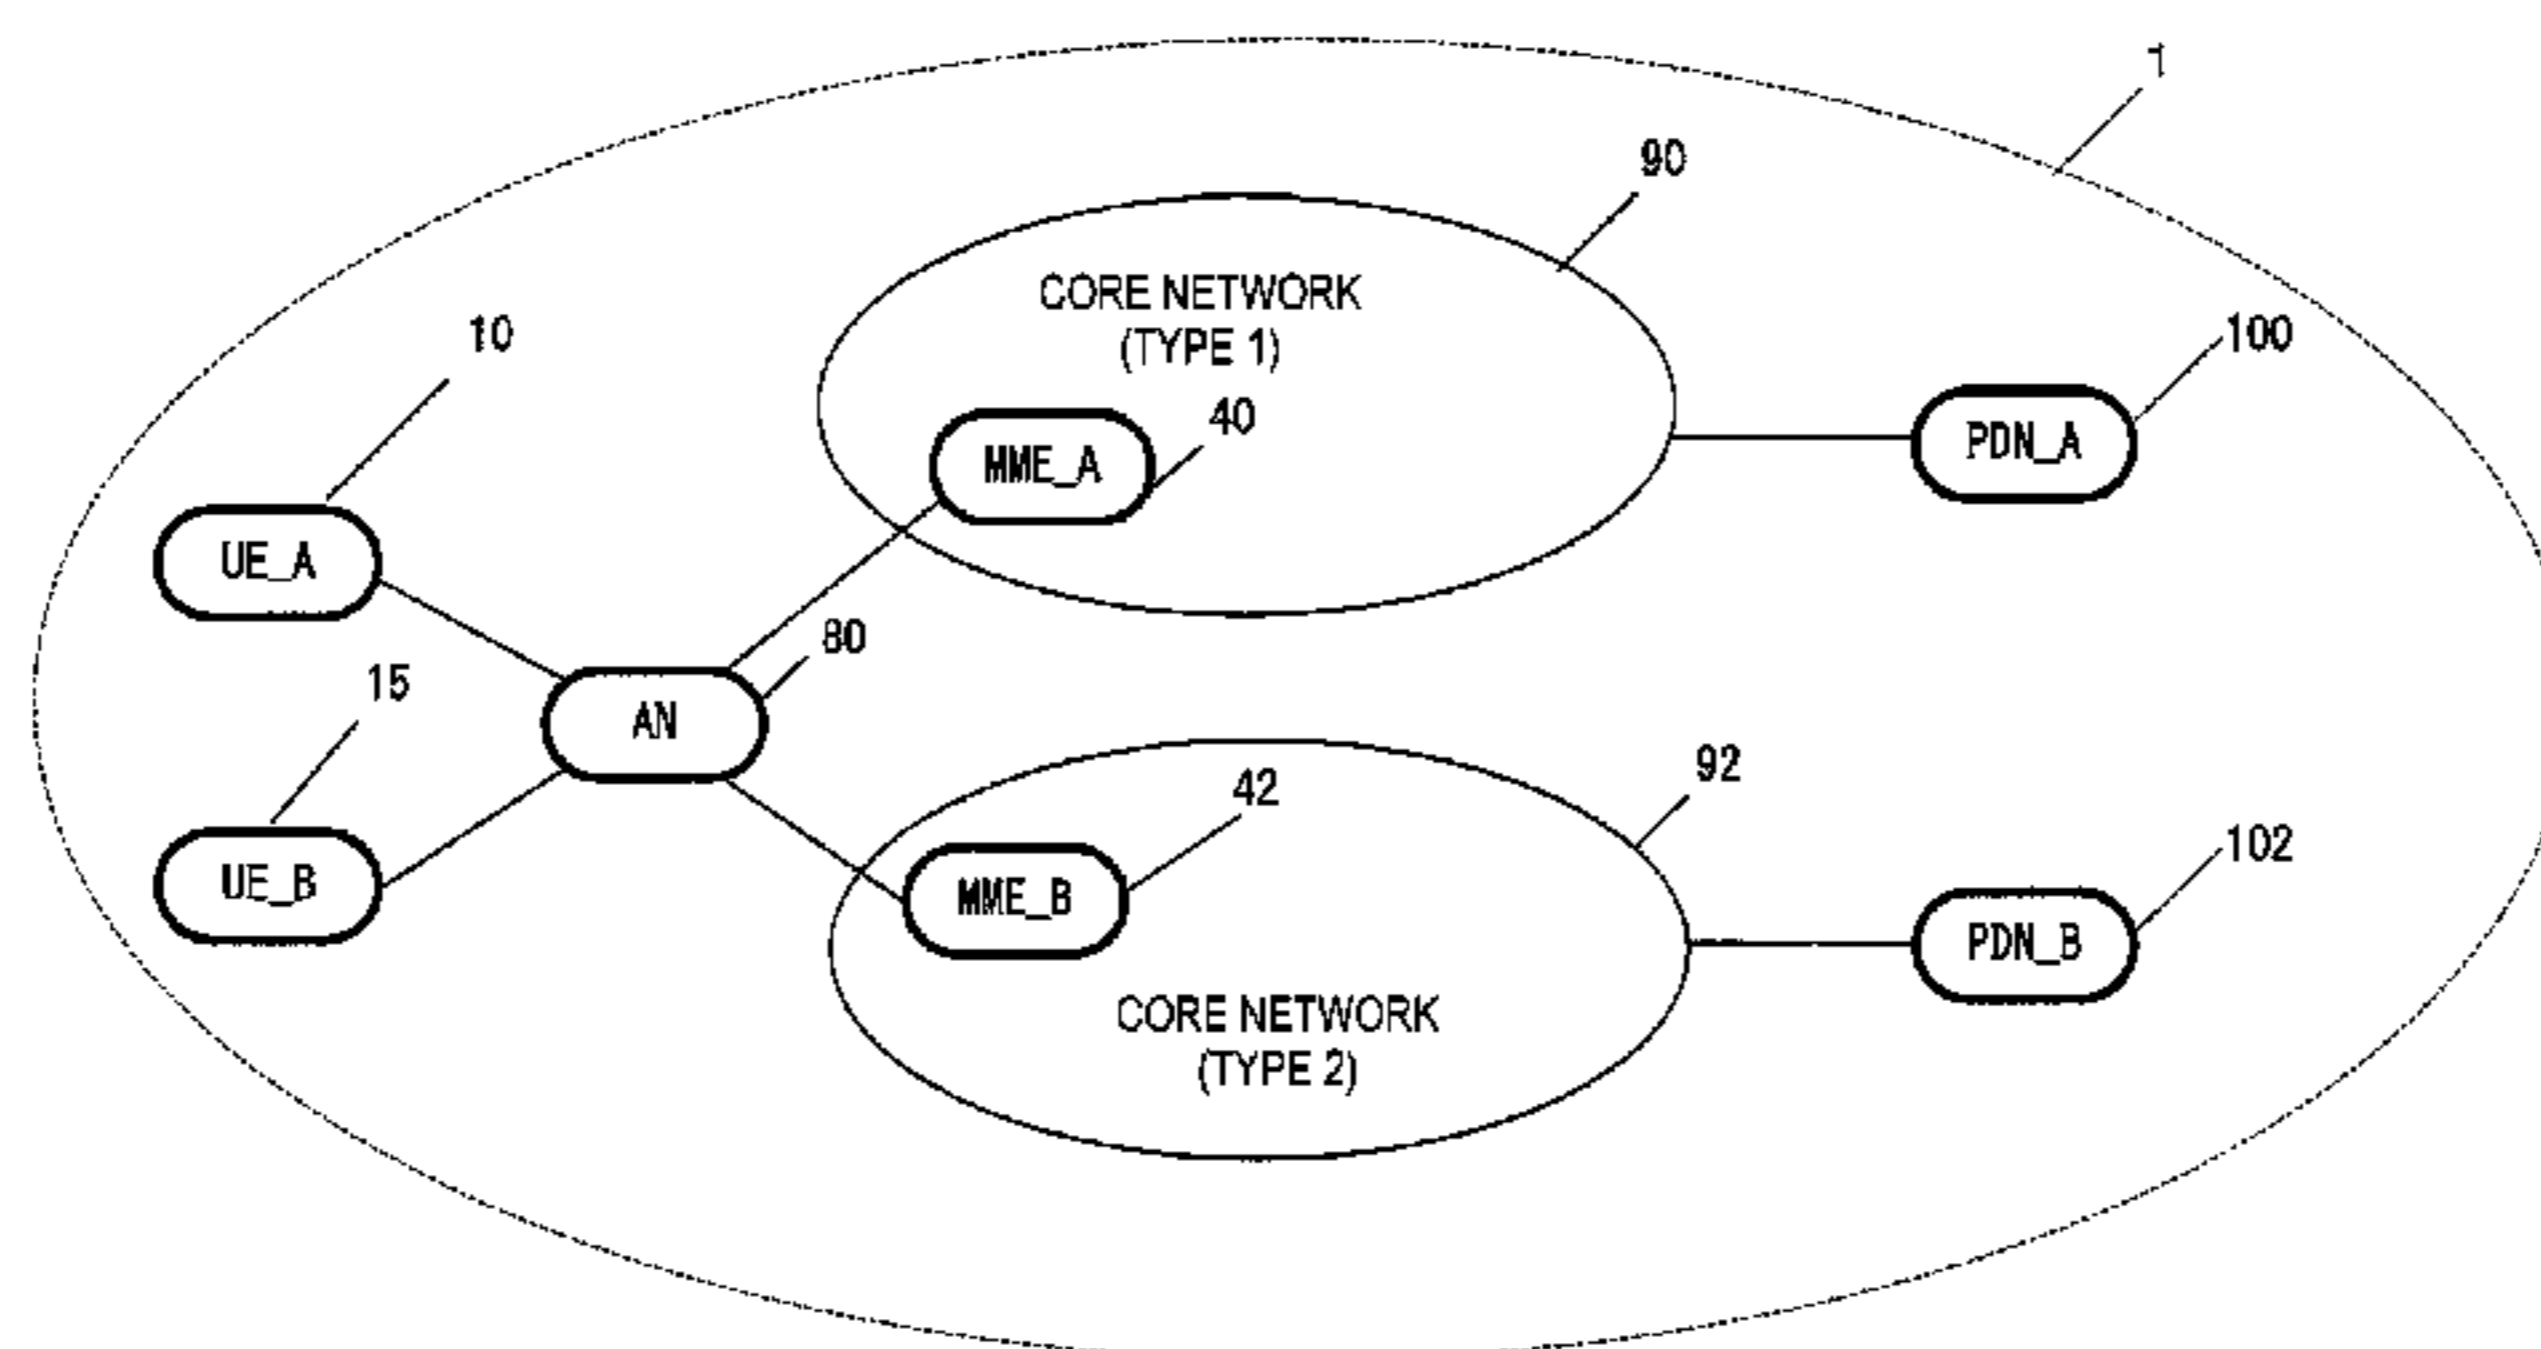 1
90
CORE NETWORK
(TYPE 1)
10
100
40
MME_A
PDN_A
UE_A
80
15
AN
92
42
102
UE_B
MME_B
PDN_B
CORE NETWORK
(TYPE 2)